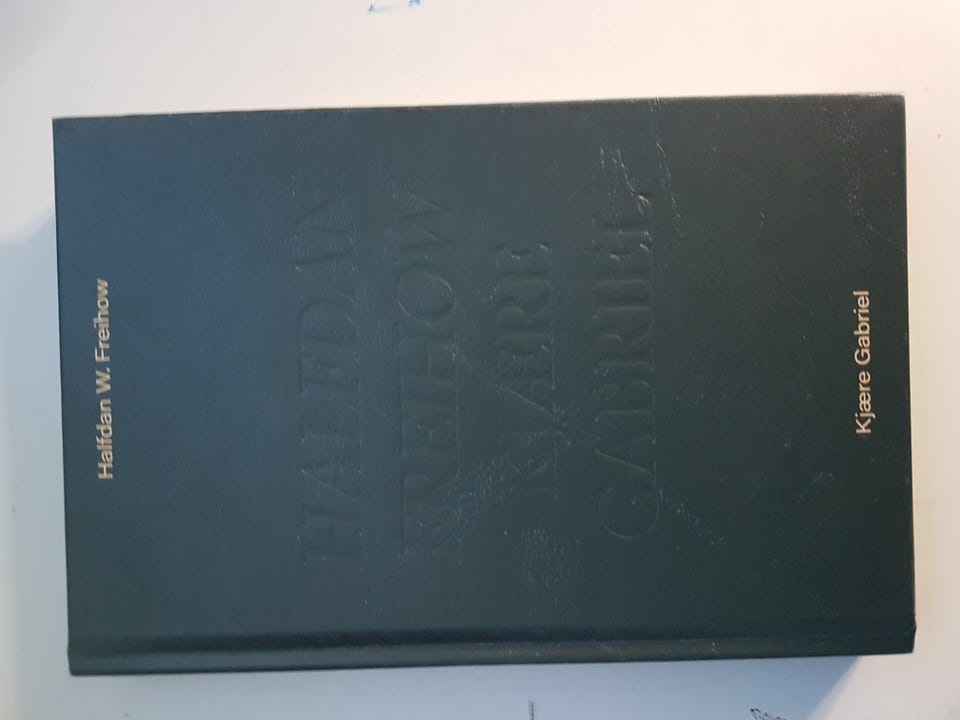 Halfdan W. Freihow
HALFDAN
FREIHOW
KJÆRE
GABRIEL
Kjære Gabriel